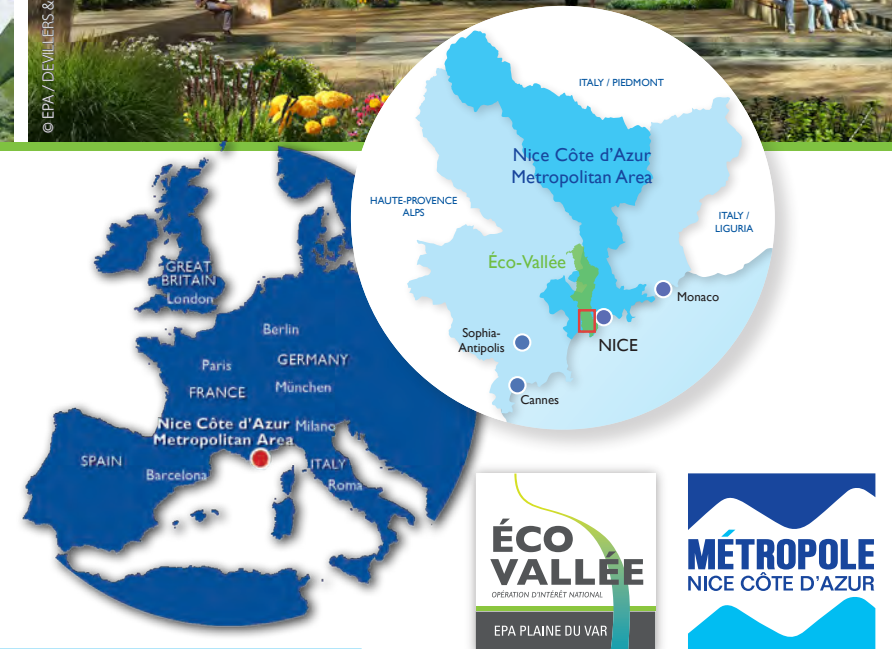 © EPA / DEVILLERS &
ITALY / PIEDMONT
Nice Côte d'Azur
Metropolitan Area
HAUTE-PROVENCE
ALPS
ITALY /
LIGURIA
Éco-Vallée
Monaco
Sophia-
Antipolis
NICE
Cannes
GREAT
BRITAIN
London
Berlin
Paris
GERMANY
FRANCE
München
Nice Côte d'Azur
Metropolitan Area
Milano
SPAIN
Barcelona
ITALY
Roma
ÉCO
VALLÉE
OPÉRATION D'INTÉRÊT NATIONAL
EPA PLAINE DU VAR
MÉTROPOLE
NICE CÔTE D'AZUR